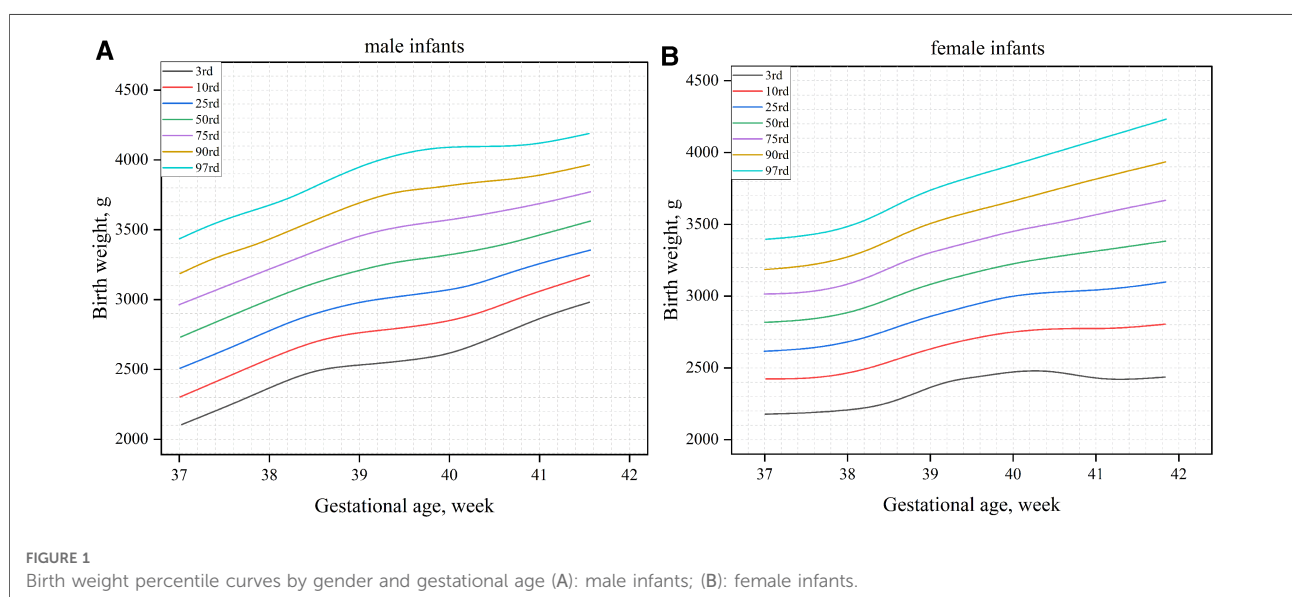 A
male infants
3rd
10rd
25rd
50rd
75rd
90rd
97rd
4500
4000
3500
3000
2500
2000
Birth weight, g
37 38 39 40 41 42
Gestational age, week
B
female infants
3rd
10rd
25rd
50rd
75rd
90rd
97rd
4500
4000
3500
3000
2500
2000
Birth weight, g
37 38 39 40 41 42
Gestational age, week
FIGURE 1
Birth weight percentile curves by gender and gestational age (A): male infants; (B): female infants.